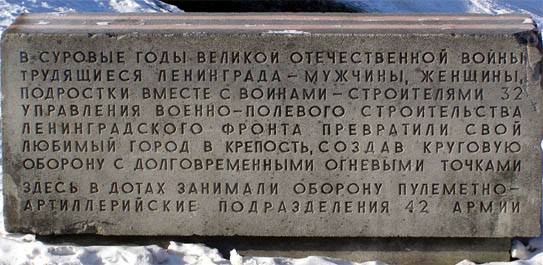 В СУРОВЫЕ ГОДЫ ВЕЛИКОЙ ОТЕЧЕСТВЕННОЙ ВОЙНЫ
ТРУДЯЩИЕСЯ ЛЕНИНГРАДА – МУЖЧИНЫ, ЖЕНЩИНЫ,
ПОДРОСТКИ ВМЕСТЕ С ВОИНАМИ – СТРОИТЕЛЯМИ 32
УПРАВЛЕНИЯ ВОЕННО-ПОЛЕВОГО СТРОИТЕЛЬСТВА
ЛЕНИНГРАДСКОГО ФРОНТА ПРЕВРАТИЛИ СВОЙ
ЛЮБИМЫЙ ГОРОД В КРЕПОСТЬ, СОЗДАВ КРУГОВУЮ
ОБОРОНУ С ДОЛГОВРЕМЕННЫМИ ОГНЕВЫМИ ТОЧКАМИ
ЗДЕСЬ В ДОТАХ ЗАНИМАЛИ ОБОРОНУ ПУЛЕМЕТНО-
АРТИЛЛЕРИЙСКИЕ ПОДРАЗДЕЛЕНИЯ 42 АРМИИ